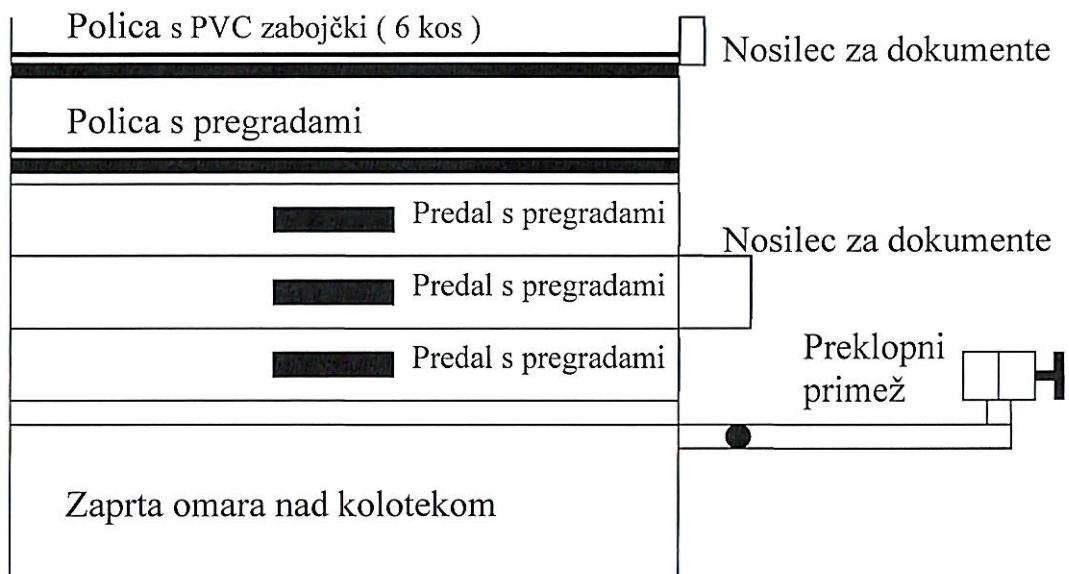 Polica s PVC zabojčki ( 6 kos )
Nosilec za dokumente
Polica s pregradami
Predal s pregradami
Nosilec za dokumente
Predal s pregradami
Predal s pregradami
Preklopni
primež
Zaprta omara nad kolotekom